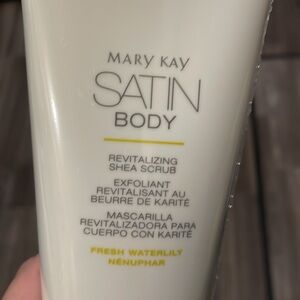 MARY KAY
SATIN
BODY
REVITALIZING
SHEA SCRUB
EXFOLIANT
REVITALISANT AU
BEURRE DE KARITÉ
MASCARILLA
REVITALIZADORA PARA
CUERPO CON KARITÉ
FRESH WATERLILY
NÉNUPHAR